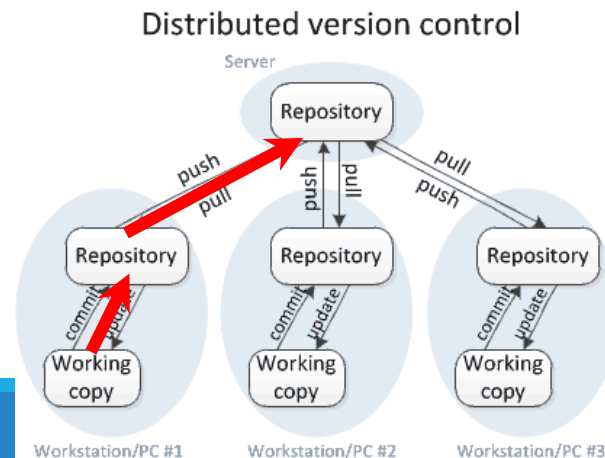 Distributed version control
Server
Repository
push
pull
push
pull
pull
push
Repository
Repository
Repository
commit
update
commit
update
commit
update
Working
copy
Working
copy
Working
copy
Workstation/PC #1
Workstation/PC #2
Workstation/PC #3